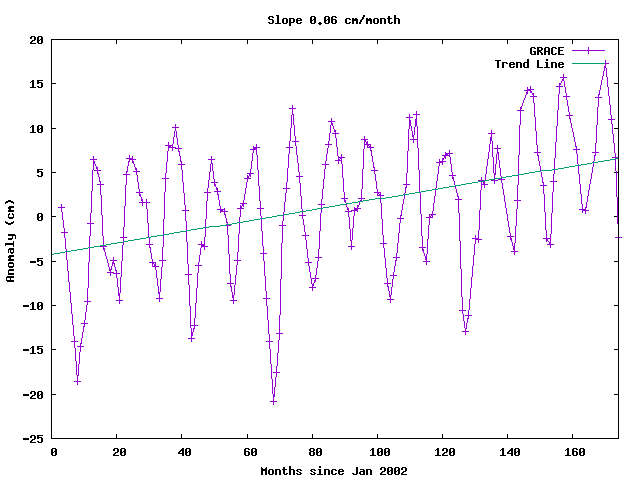 Slope 0.06 cm/month
GRACE
Trend Line
20
15
10
5
0
-5
-10
-15
-20
-25
Anomaly (cm)
0 20 40 60 80 100 120 140 160
Months since Jan 2002